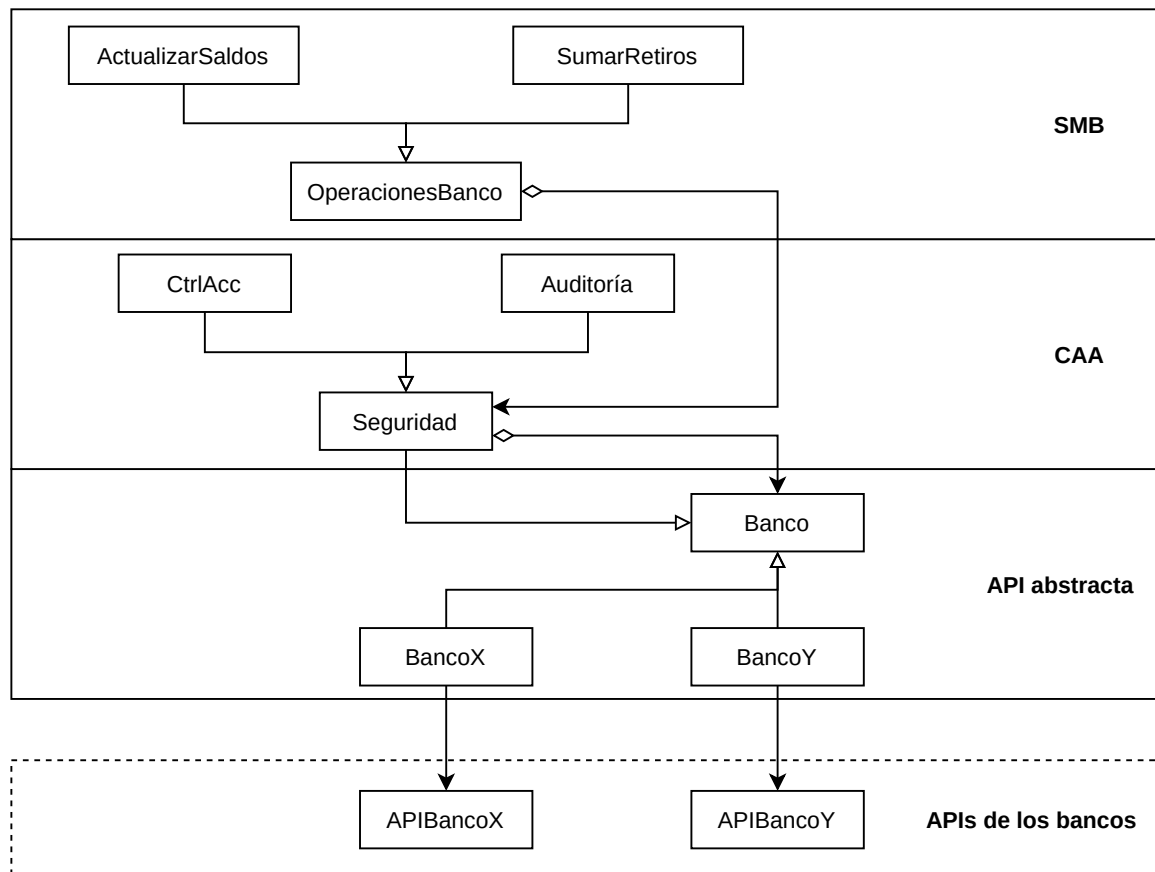 ActualizarSaldos
SumarRetiros
SMB
OperacionesBanco
CtrlAcc
Auditoría
CAA
Seguridad
Banco
API abstracta
BancoX
BancoY
APIBancoX
APIBancoY
APIs de los bancos